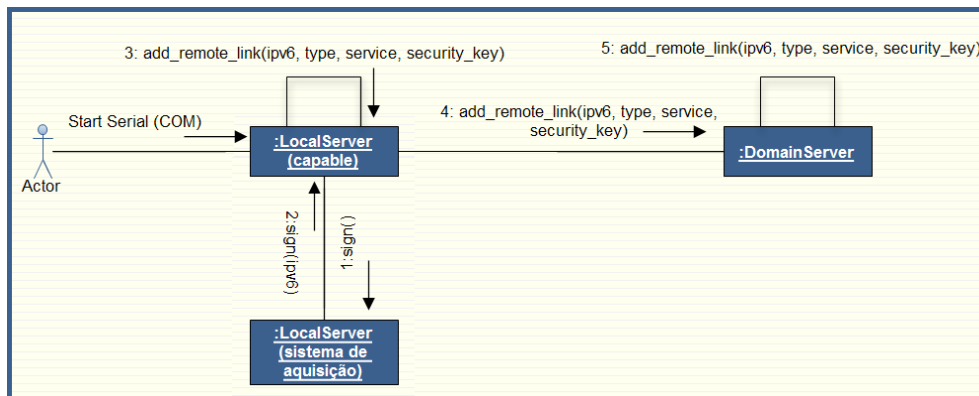 3: add_remote_link(ipv6, type, service, security_key)
5: add_remote_link(ipv6, type, service, security_key)
Start Serial (COM)
4: add_remote_link(ipv6, type, service,
security_key)
:LocalServer
(capable)
:DomainServer
Actor
2:sign(ipv6)
1:sign()
:LocalServer
(sistema de
aquisição)